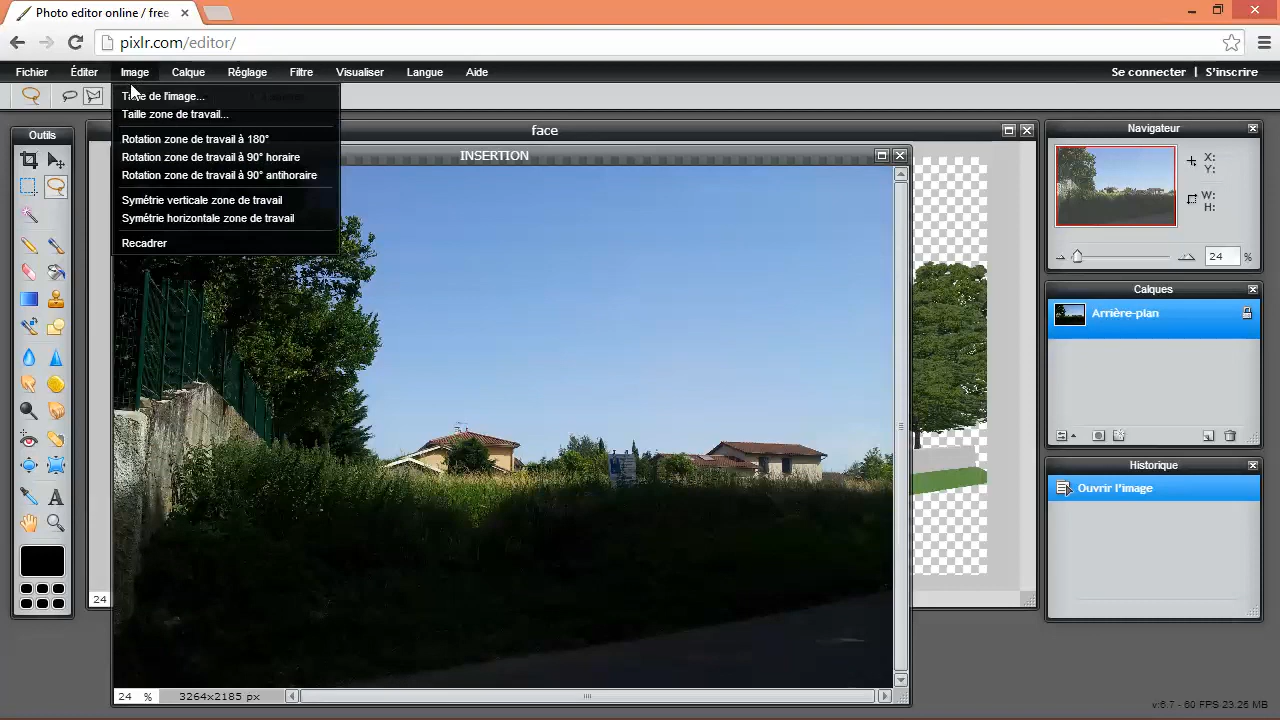 Photo editor online / free
pixlr.com/editor/
Fichier Éditer Image Calque Réglage Filtre Visualiser Langue Aide Se connecter | S'inscrire
Taille de l'image...
Taille zone de travail...
Rotation zone de travail à 180°
Rotation zone de travail à 90° horaire
Rotation zone de travail à 90° antihoraire
Symétrie verticale zone de travail
Symétrie horizontale zone de travail
Recadrer
Outils
face
INSERTION
24 % 3264x2185 px
24
Navigateur
X:
Y:
W:
H:
24 %
Calques
Arrière-plan
Historique
Ouvrir l'image
v:6.7 - 60 FPS 23.25 MB